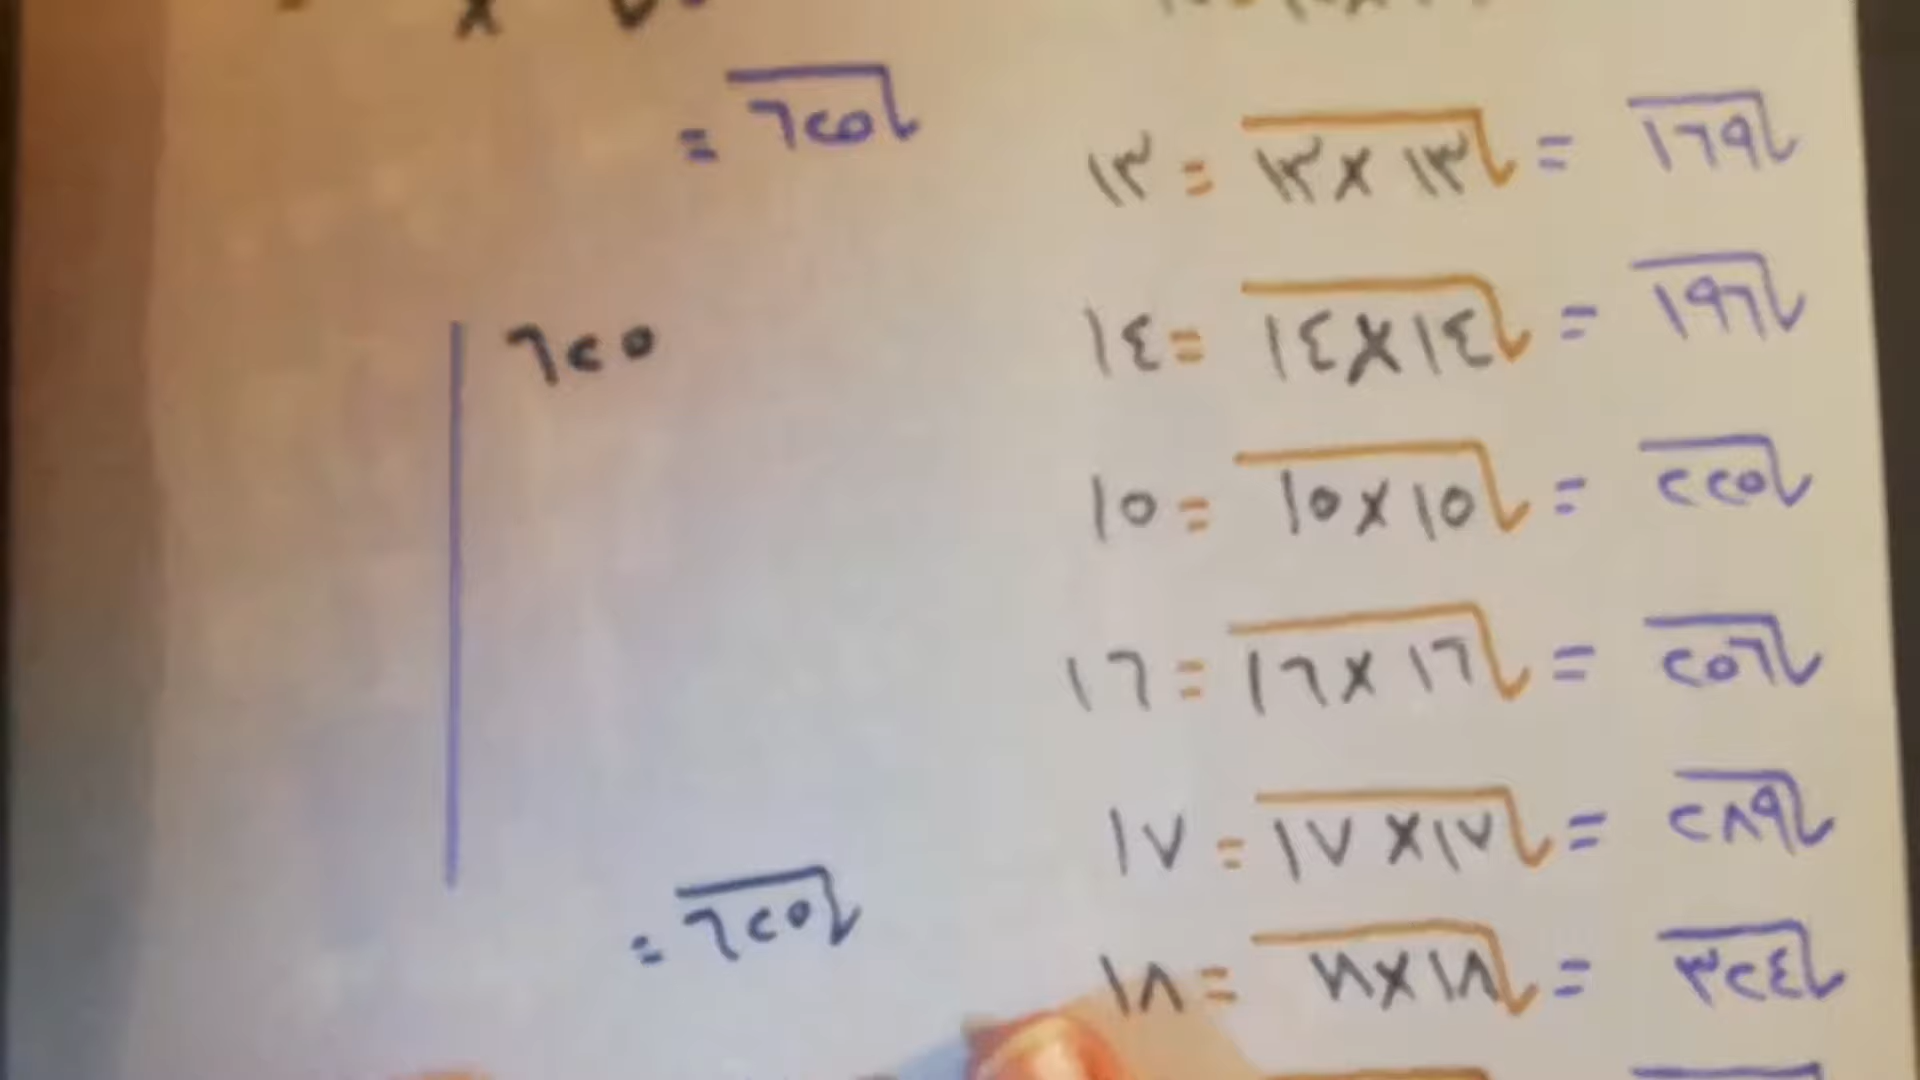 √١٦٩ = √١٣×١٣ = ١٣
√١٩٦ = √١٤×١٤ = ١٤
√٢٢٥ = √١٥×١٥ = ١٥
√٢٥٦ = √١٦×١٦ = ١٦
√٢٨٩ = √١٧×١٧ = ١٧
√٣٢٤ = √١٨×١٨ = ١٨
√٦٢٥ =
٦٢٥
√٦٢٥ =